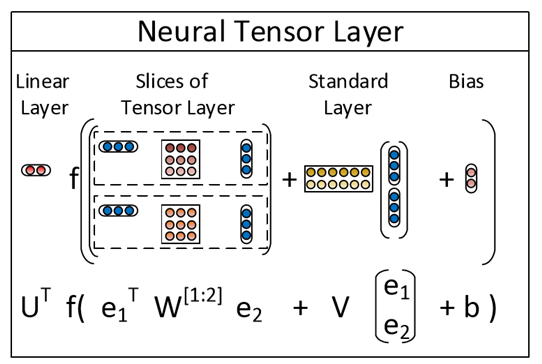 Neural Tensor Layer
Linear Layer
Slices of Tensor Layer
Standard Layer
Bias
f + +
U^T f( e_1^T W^[1:2] e_2 + V [e_1 e_2] + b )